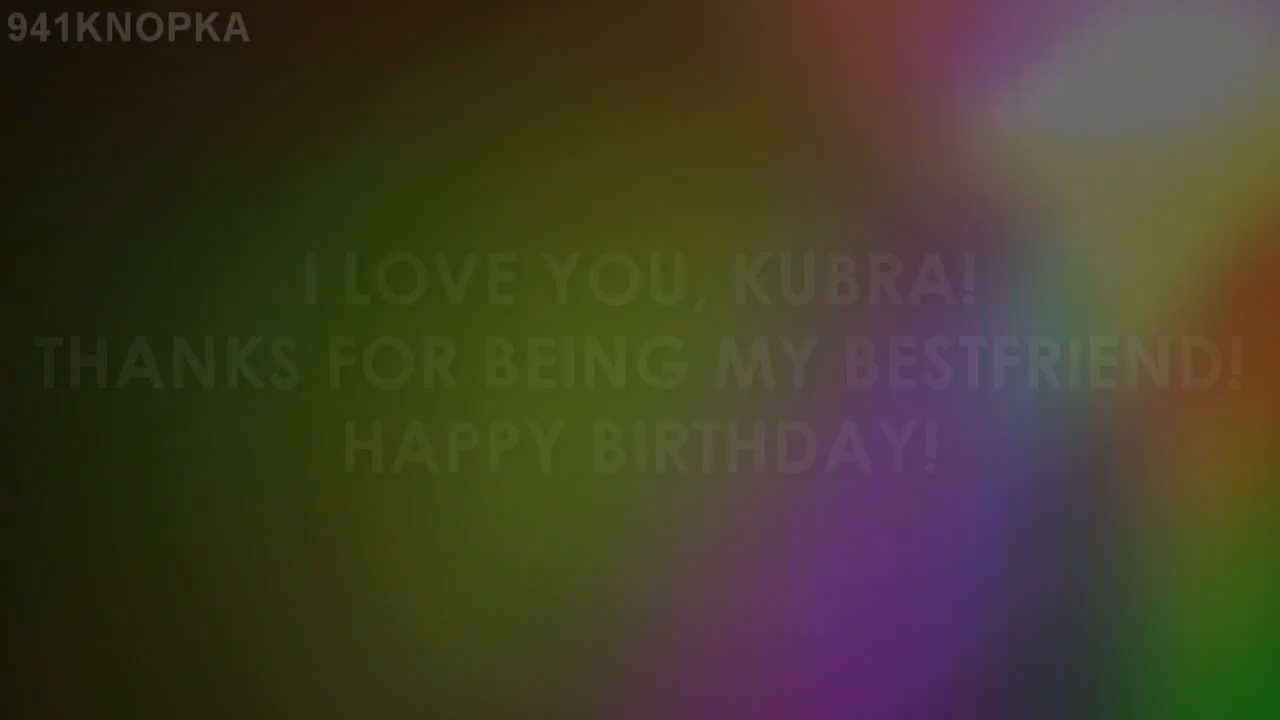 941KNOPKA
I LOVE YOU, KUBRA!
THANKS FOR BEING MY BESTFRIEND!
HAPPY BIRTHDAY!